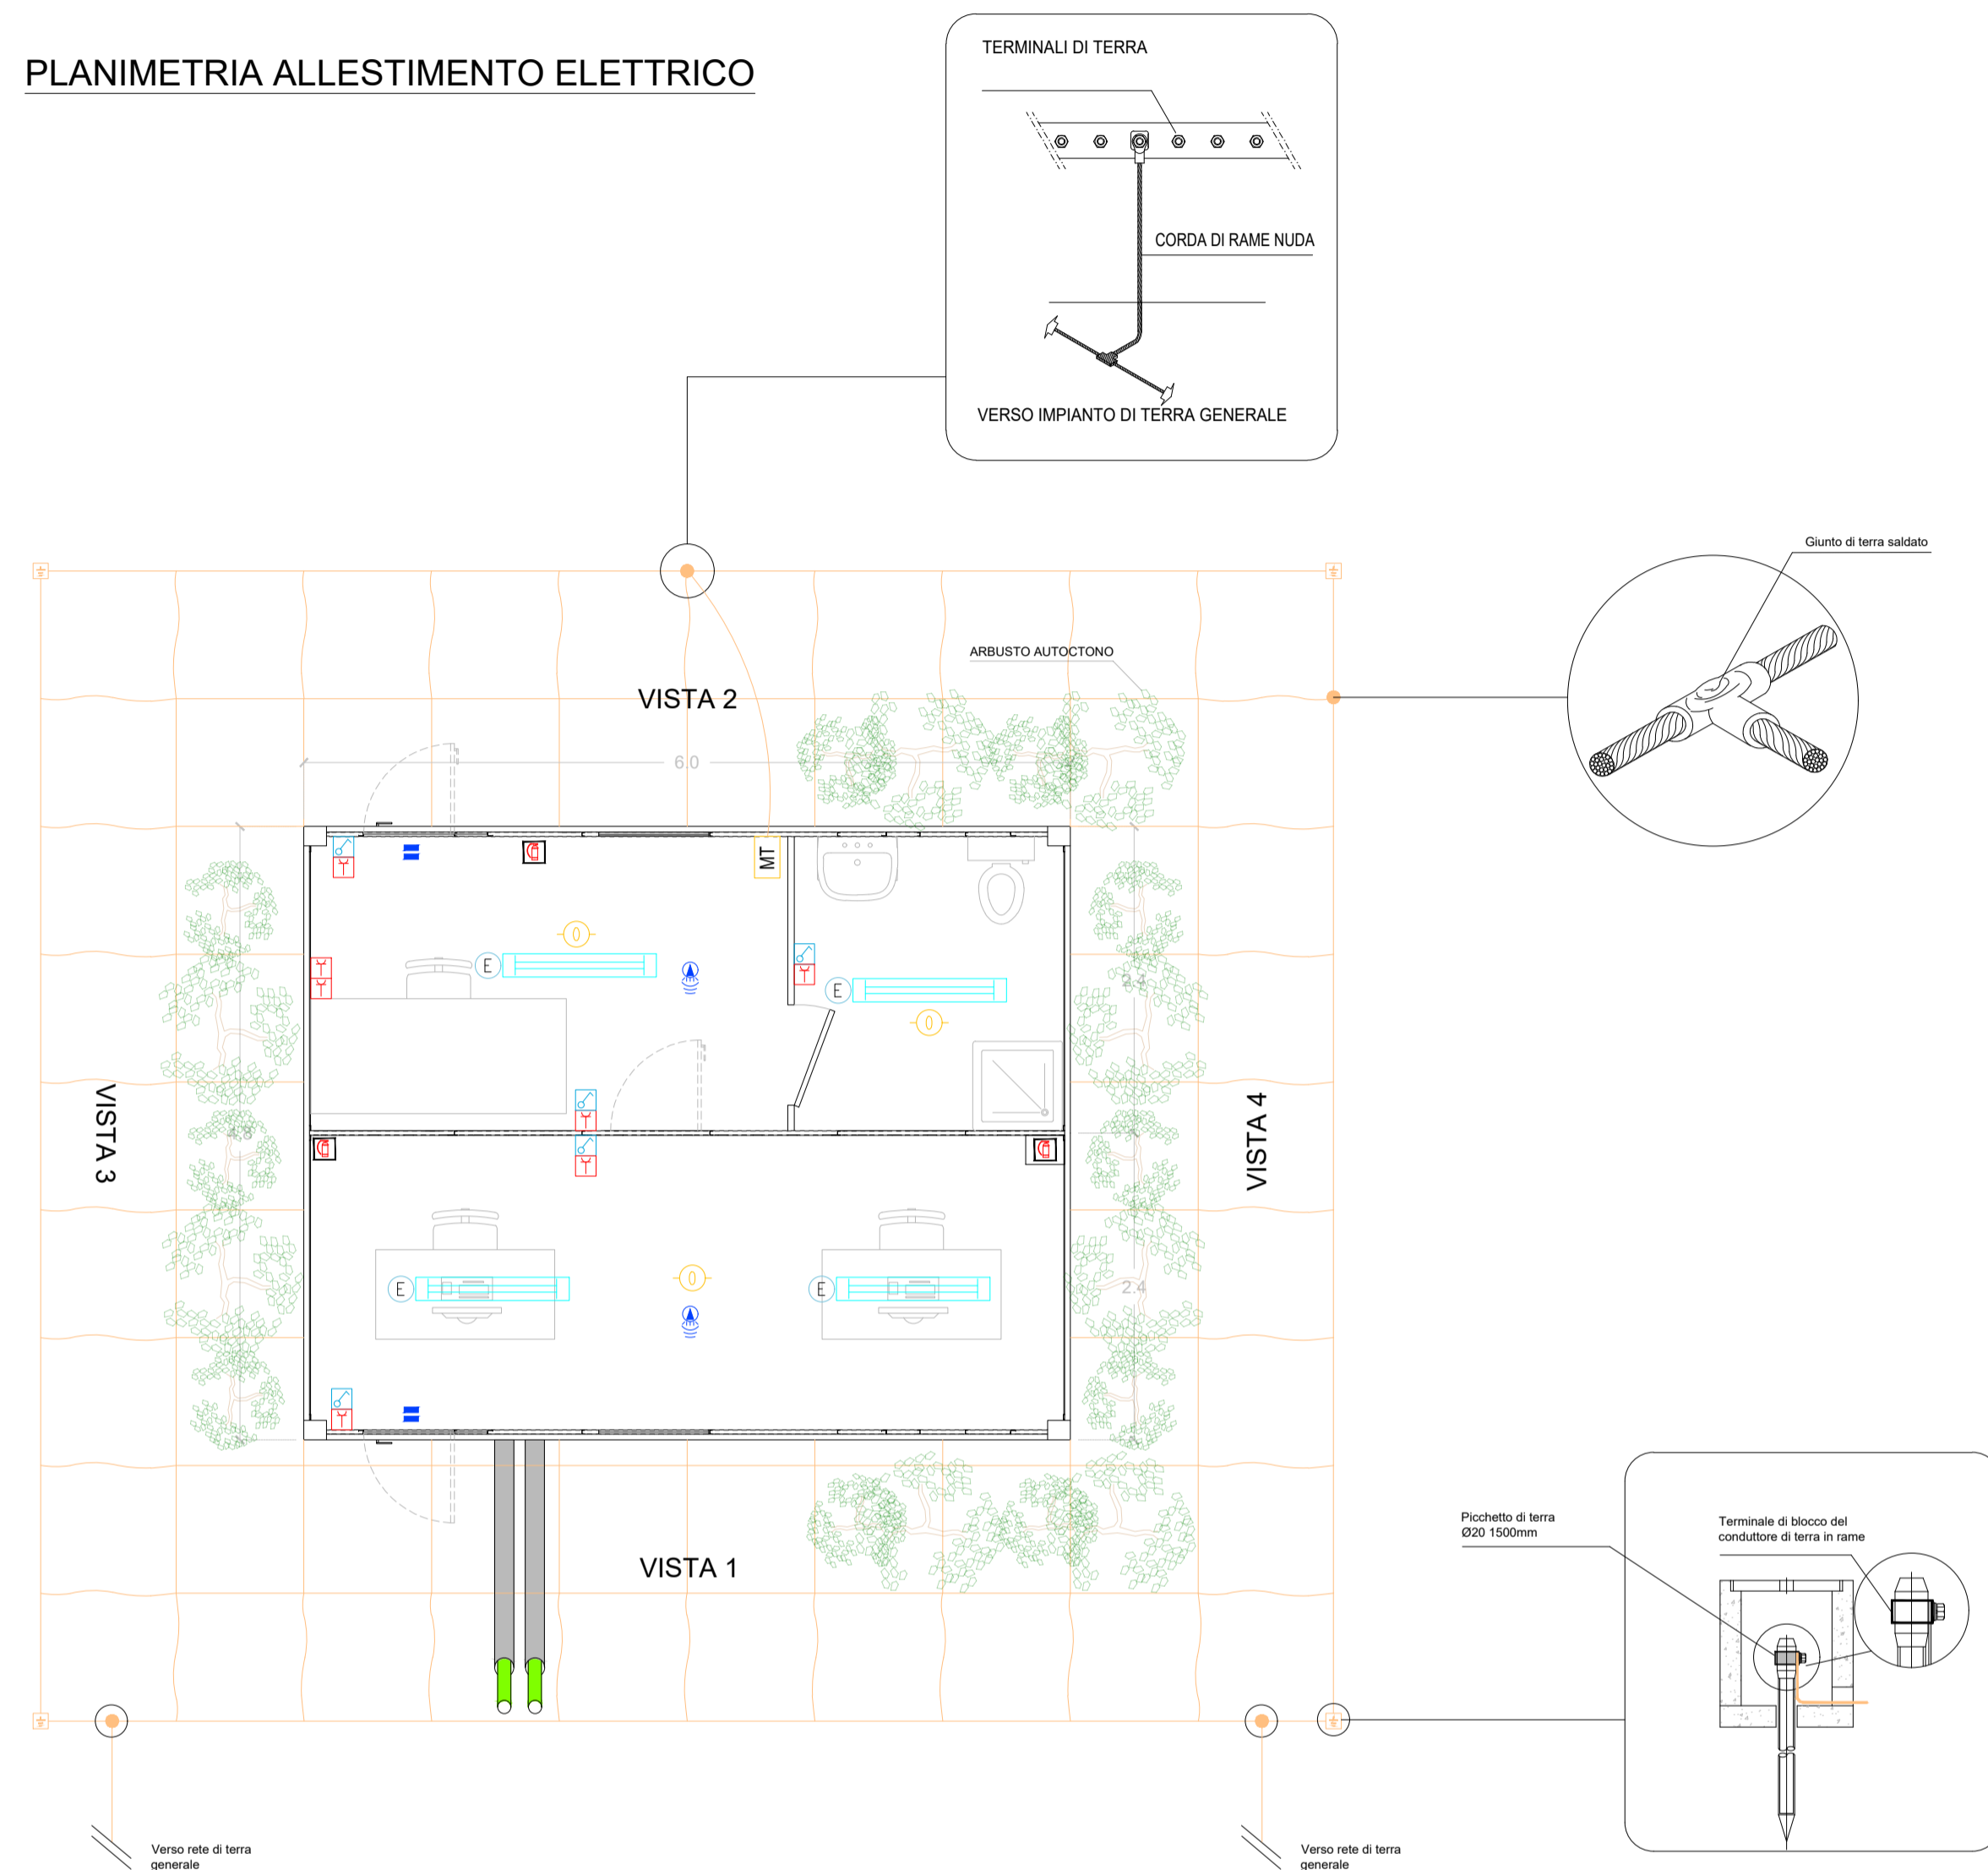 PLANIMETRIA ALLESTIMENTO ELETTRICO
TERMINALI DI TERRA
CORDA DI RAME NUDA
VERSO IMPIANTO DI TERRA GENERALE
Giunto di terra saldato
ARBUSTO AUTOCTONO
VISTA 2
6.0
MT
E
E
2.4
VISTA 3
4.8
VISTA 4
E
E
2.4
VISTA 1
Picchetto di terra
Ø20 1500mm
Terminale di blocco del
conduttore di terra in rame
Verso rete di terra
generale
Verso rete di terra
generale